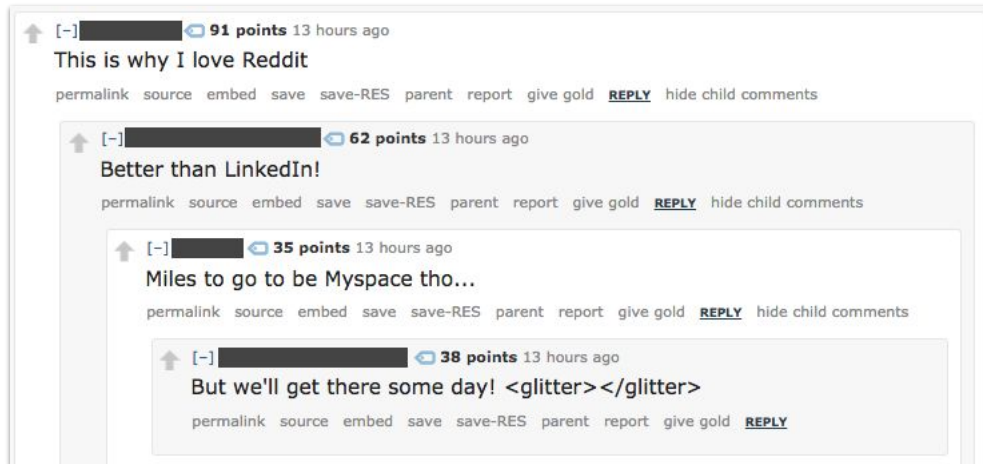 [-] 91 points 13 hours ago
This is why I love Reddit
permalink source embed save save-RES parent report give gold REPLY hide child comments
[-] 62 points 13 hours ago
Better than LinkedIn!
permalink source embed save save-RES parent report give gold REPLY hide child comments
[-] 35 points 13 hours ago
Miles to go to be Myspace tho...
permalink source embed save save-RES parent report give gold REPLY hide child comments
[-] 38 points 13 hours ago
But we'll get there some day! <glitter></glitter>
permalink source embed save save-RES parent report give gold REPLY